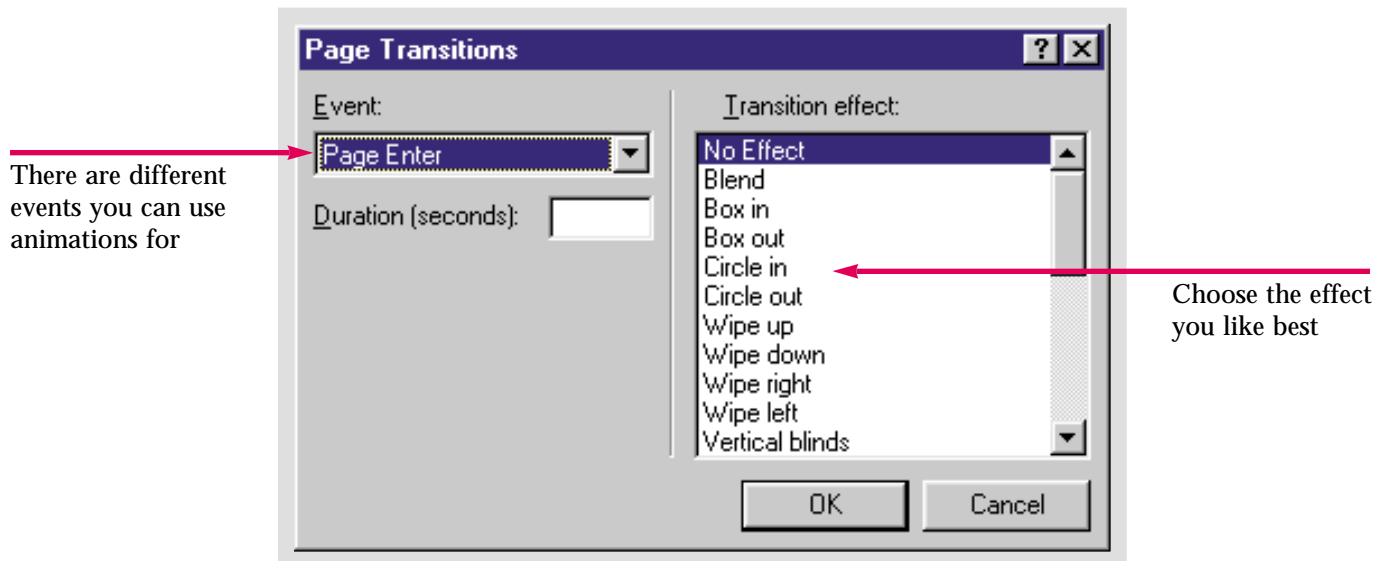 Page Transitions
Event:
Page Enter
Duration (seconds):
Transition effect:
No Effect
Blend
Box in
Box out
Circle in
Circle out
Wipe up
Wipe down
Wipe right
Wipe left
Vertical blinds
OK
Cancel
There are different
events you can use
animations for
Choose the effect
you like best